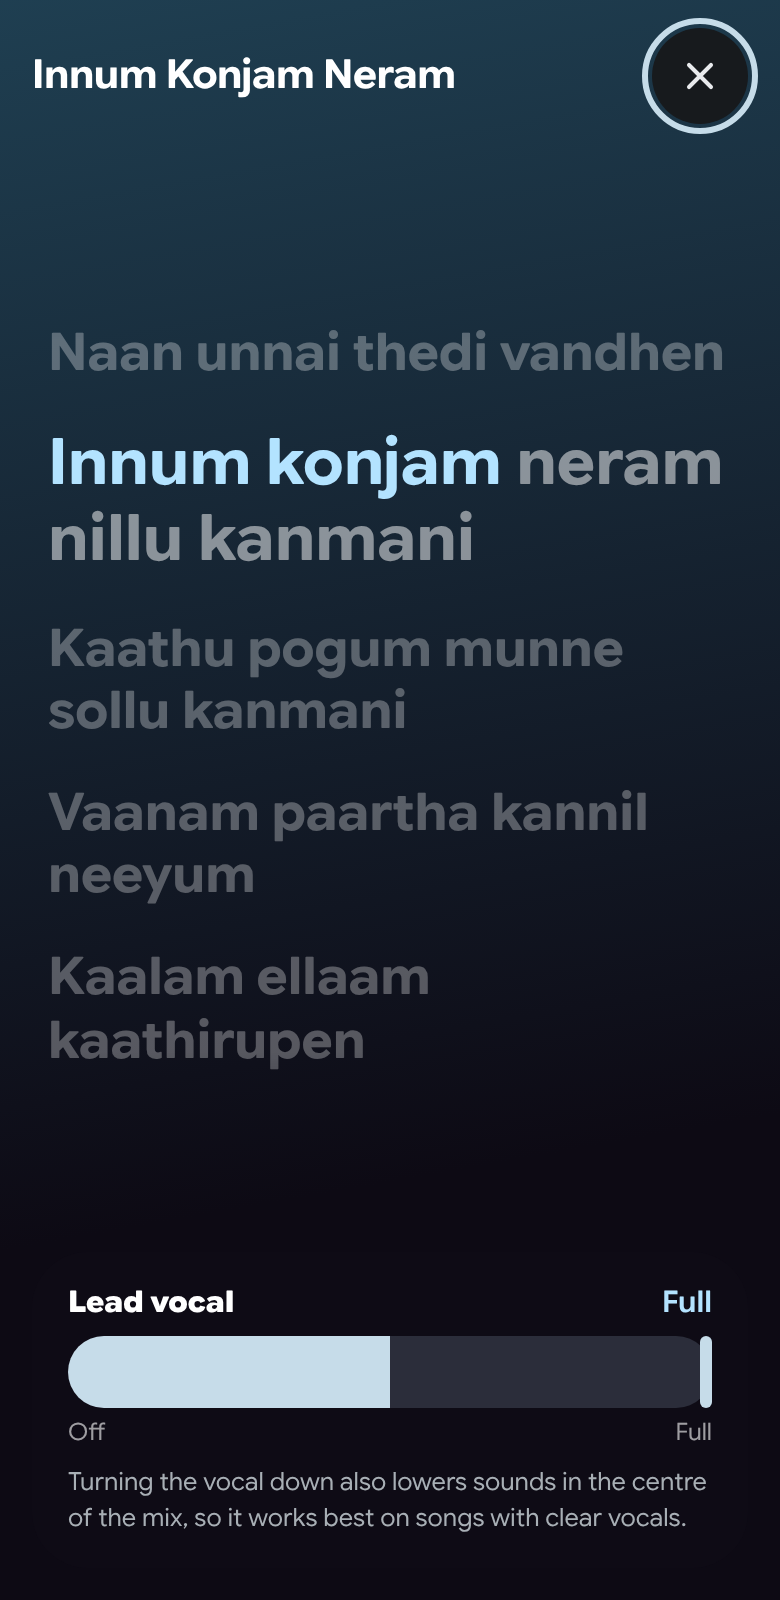 Innum Konjam Neram
Naan unnai thedi vandhen
Innum konjam neram
nillu kanmani
Kaathu pogum munne
sollu kanmani
Vaanam paartha kannil
neeyum
Kaalam ellaam
kaathirupen
Lead vocal
Full
Off
Full
Turning the vocal down also lowers sounds in the centre
of the mix, so it works best on songs with clear vocals.